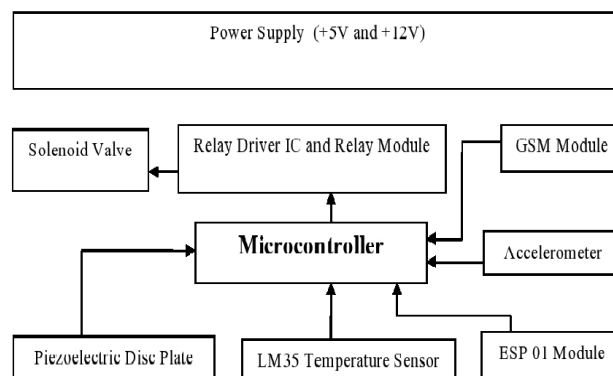 Power Supply (+5V and +12V)
Solenoid Valve
Relay Driver IC and Relay Module
GSM Module
Microcontroller
Accelerometer
Piezoelectric Disc Plate
LM35 Temperature Sensor
ESP 01 Module